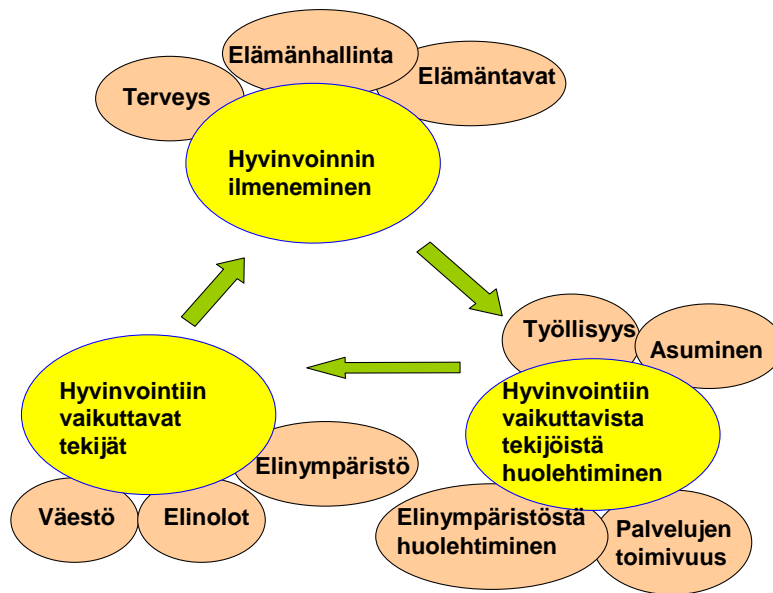 Elämänhallinta
Elämäntavat
Terveys
Hyvinvoinnin
ilmeneminen
Työllisyys
Asuminen
Hyvinvointiin
vaikuttavista
tekijöistä
huolehtiminen
Elinympäristöstä
huolehtiminen
Palvelujen
toimivuus
Hyvinvointiin
vaikuttavat
tekijät
Elinympäristö
Väestö
Elinolot